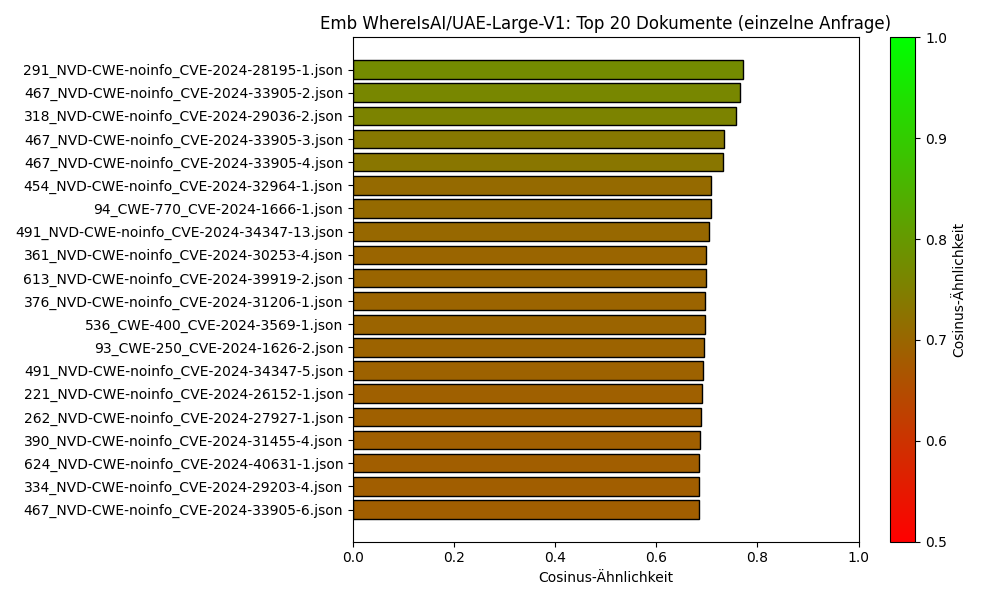 Emb WhereIsAI/UAE-Large-V1: Top 20 Dokumente (einzelne Anfrage)
291_NVD-CWE-noinfo_CVE-2024-28195-1.json
467_NVD-CWE-noinfo_CVE-2024-33905-2.json
318_NVD-CWE-noinfo_CVE-2024-29036-2.json
467_NVD-CWE-noinfo_CVE-2024-33905-3.json
467_NVD-CWE-noinfo_CVE-2024-33905-4.json
454_NVD-CWE-noinfo_CVE-2024-32964-1.json
94_CWE-770_CVE-2024-1666-1.json
491_NVD-CWE-noinfo_CVE-2024-34347-13.json
361_NVD-CWE-noinfo_CVE-2024-30253-4.json
613_NVD-CWE-noinfo_CVE-2024-39919-2.json
376_NVD-CWE-noinfo_CVE-2024-31206-1.json
536_CWE-400_CVE-2024-3569-1.json
93_CWE-250_CVE-2024-1626-2.json
491_NVD-CWE-noinfo_CVE-2024-34347-5.json
221_NVD-CWE-noinfo_CVE-2024-26152-1.json
262_NVD-CWE-noinfo_CVE-2024-27927-1.json
390_NVD-CWE-noinfo_CVE-2024-31455-4.json
624_NVD-CWE-noinfo_CVE-2024-40631-1.json
334_NVD-CWE-noinfo_CVE-2024-29203-4.json
467_NVD-CWE-noinfo_CVE-2024-33905-6.json
0.0 0.2 0.4 0.6 0.8 1.0
Cosinus-Ähnlichkeit
1.0
0.9
0.8
0.7
0.6
0.5
Cosinus-Ähnlichkeit